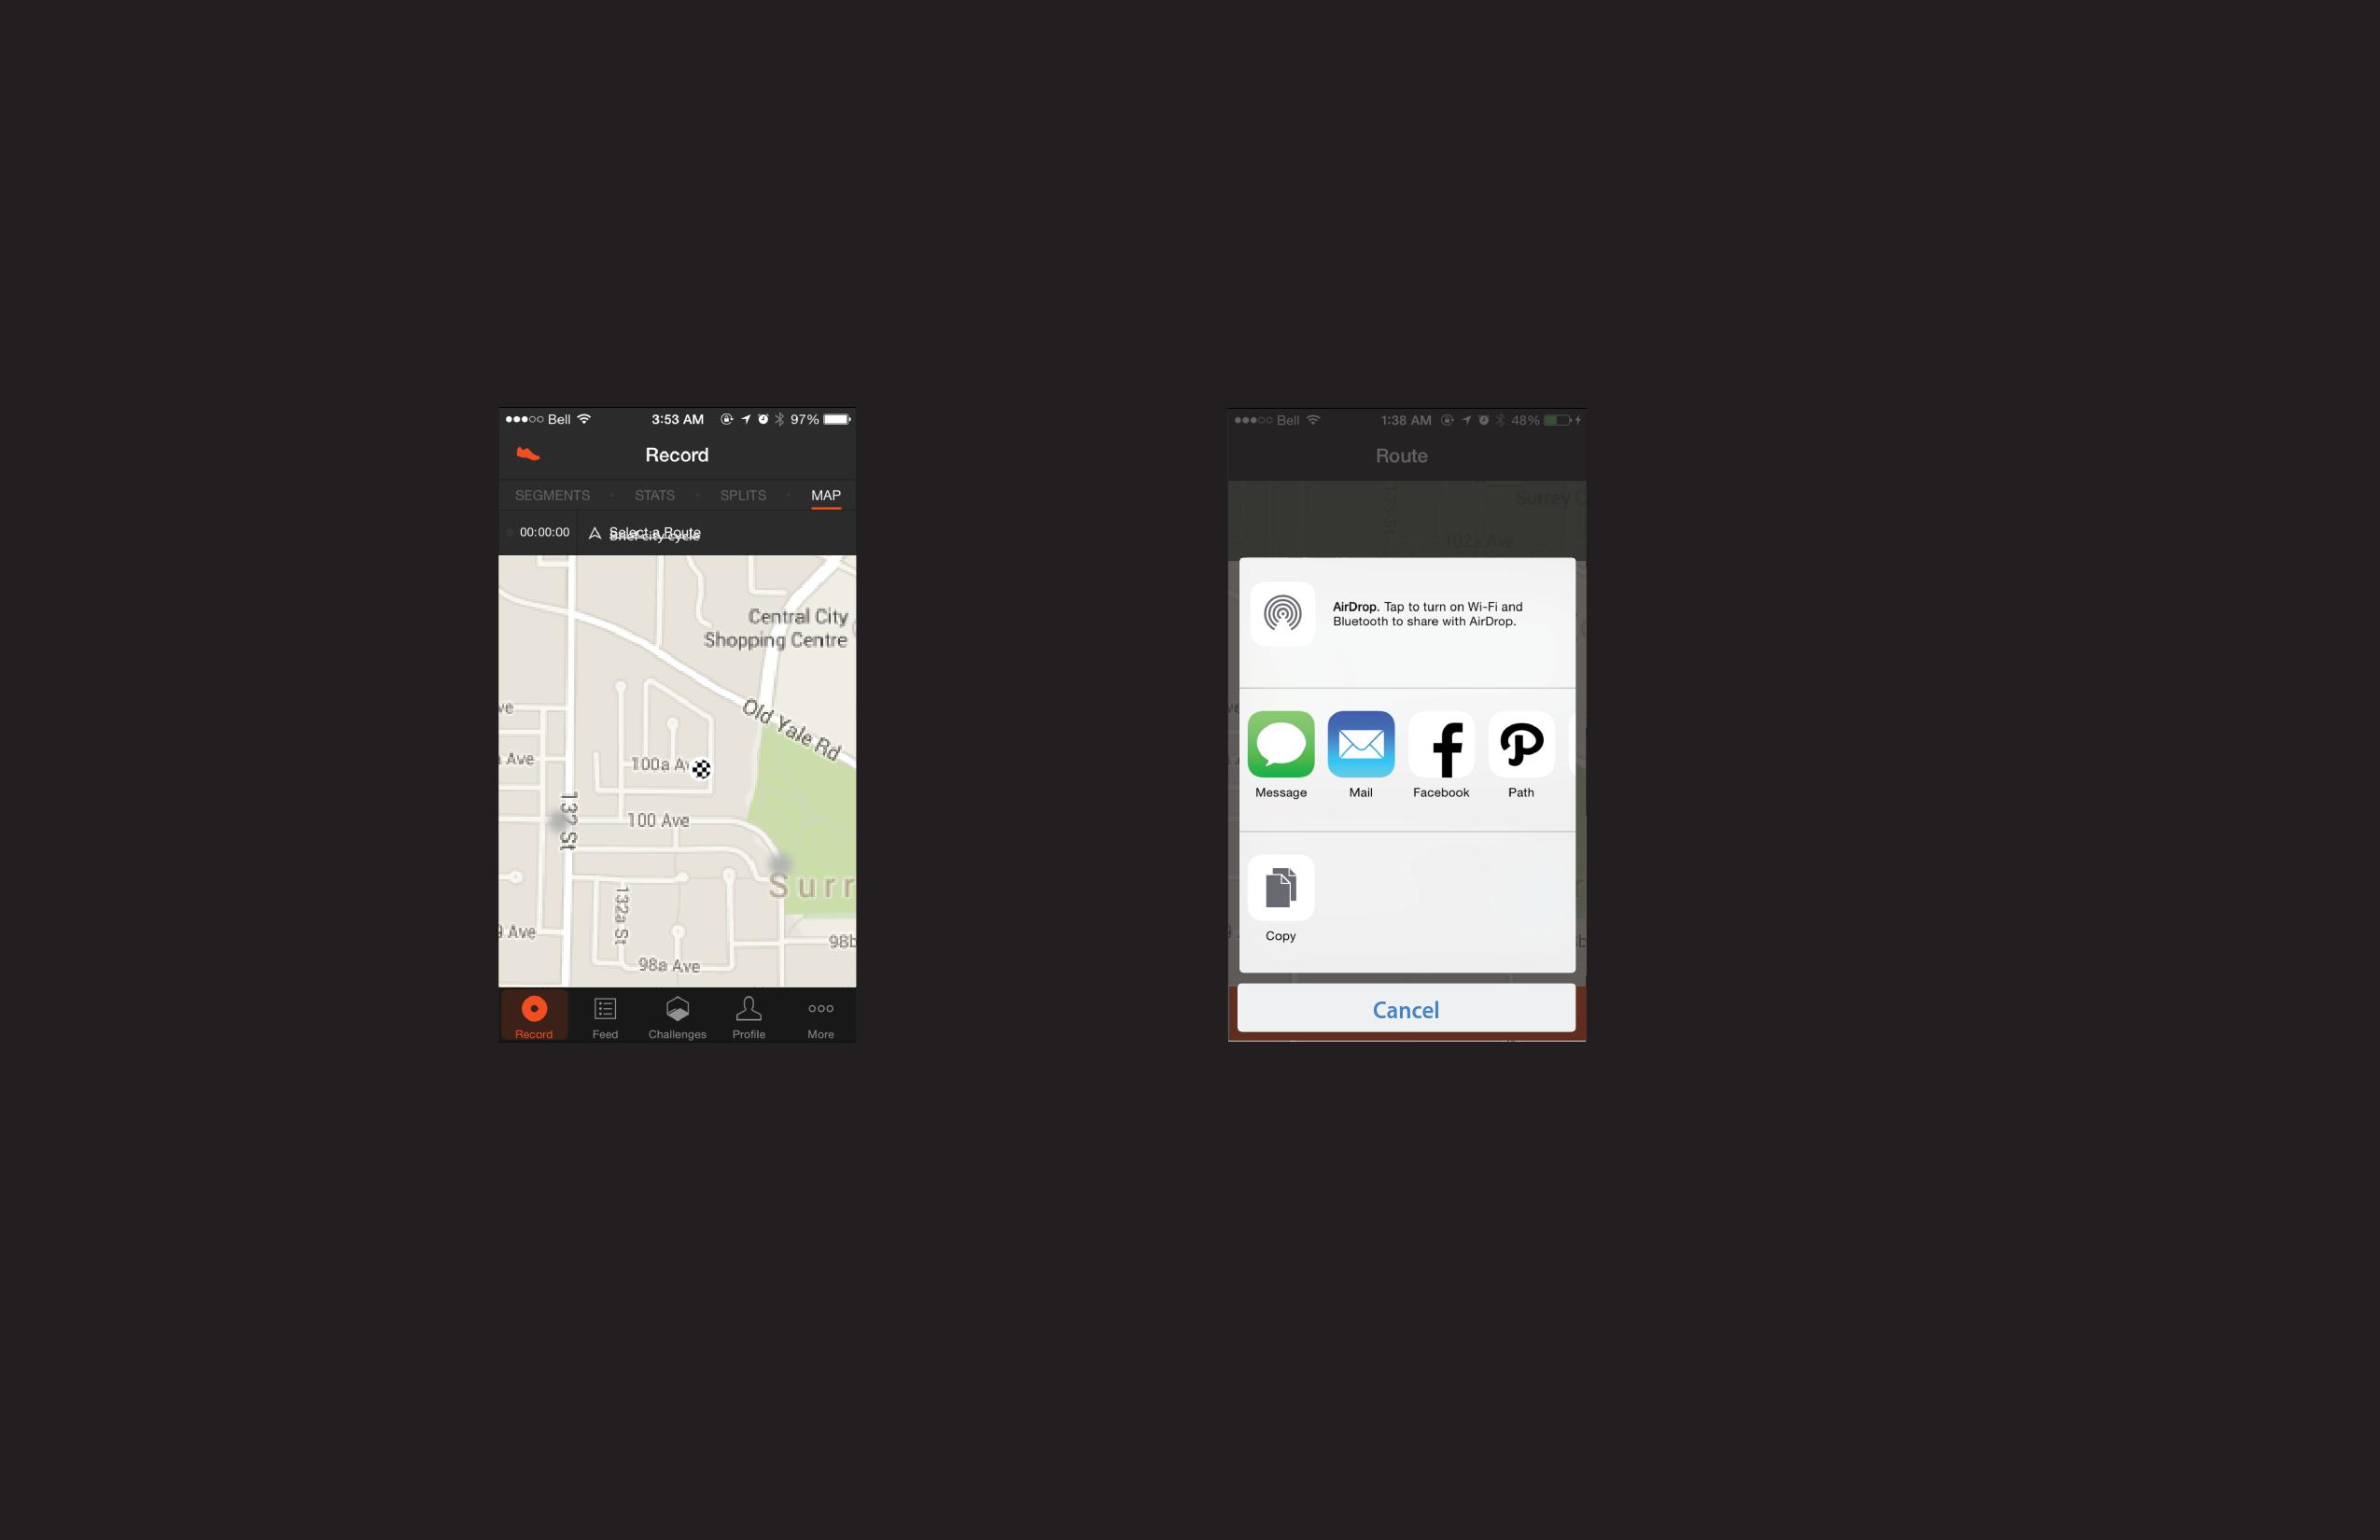 Bell
3:53 AM
97%
Record
SEGMENTS
STATS
SPLITS
MAP
00:00:00
Select a Route
Brief city cycle
Central City
Shopping Centre
Old Yale Rd
Ave
100a Av
132 St
100 Ave
Surr
132a St
Ave
98b
98a Ave
Record
Feed
Challenges
Profile
More
Bell
1:38 AM
48%
Route
Surrey C
102a Ave
AirDrop. Tap to turn on Wi-Fi and
Bluetooth to share with AirDrop.
Message
Mail
Facebook
Path
Copy
Cancel